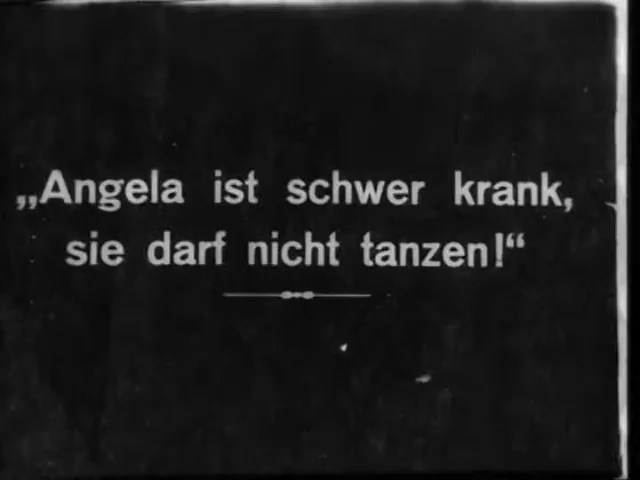 „Angela ist schwer krank,
sie darf nicht tanzen!“